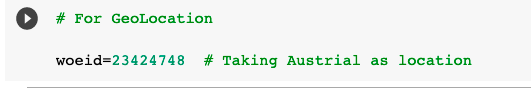 # For GeoLocation
woeid=23424748  # Taking Austrial as location